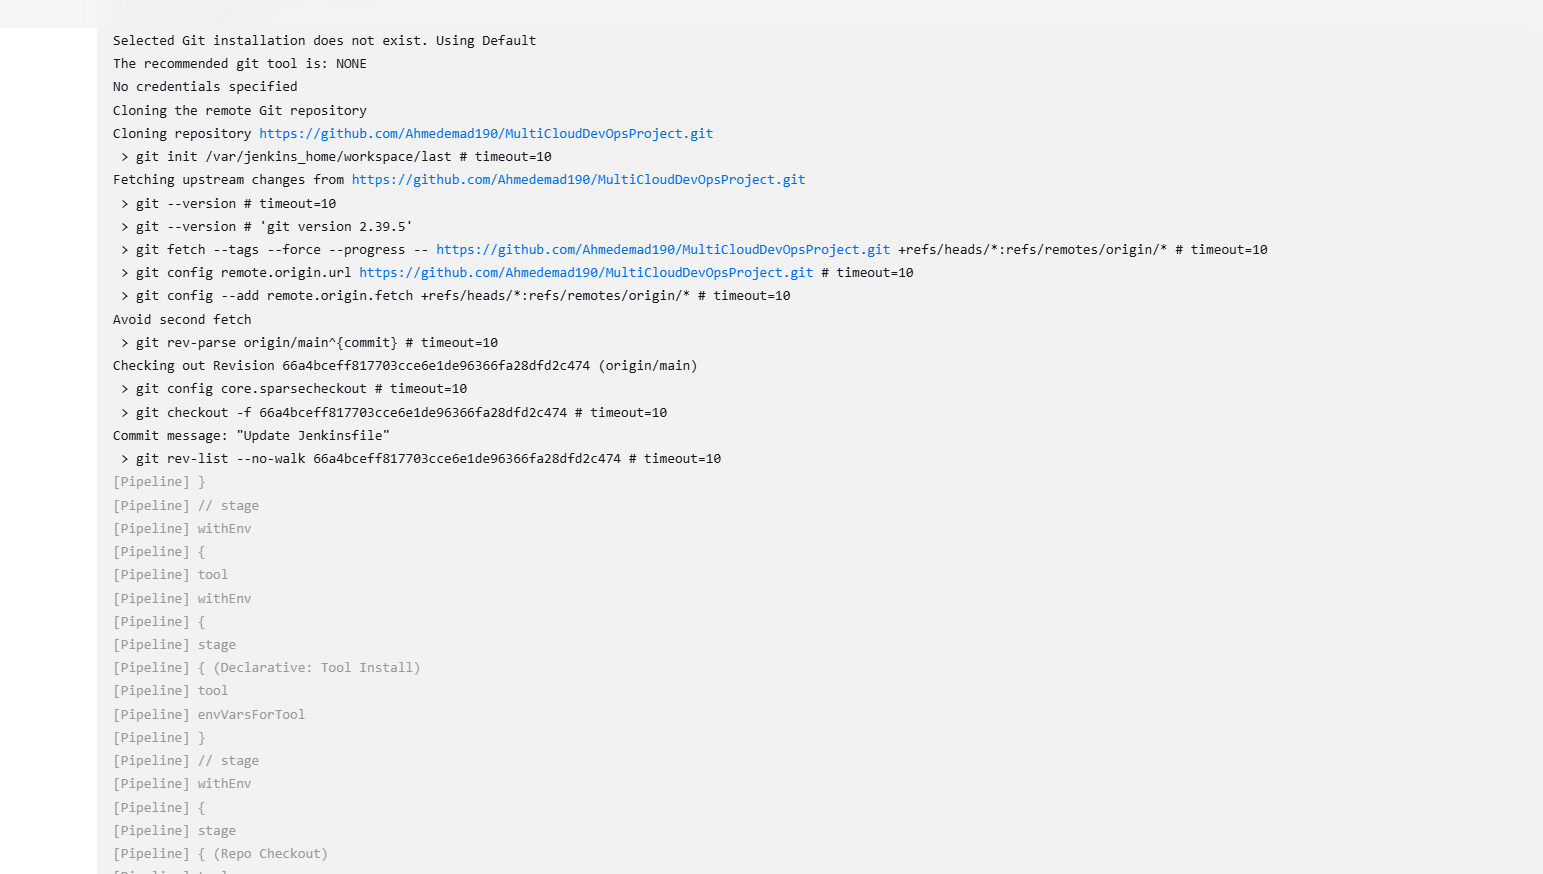 Selected Git installation does not exist. Using Default
The recommended git tool is: NONE
No credentials specified
Cloning the remote Git repository
Cloning repository https://github.com/Ahmedemad190/MultiCloudDevOpsProject.git
 > git init /var/jenkins_home/workspace/last # timeout=10
Fetching upstream changes from https://github.com/Ahmedemad190/MultiCloudDevOpsProject.git
 > git --version # timeout=10
 > git --version # 'git version 2.39.5'
 > git fetch --tags --force --progress -- https://github.com/Ahmedemad190/MultiCloudDevOpsProject.git +refs/heads/*:refs/remotes/origin/* # timeout=10
 > git config remote.origin.url https://github.com/Ahmedemad190/MultiCloudDevOpsProject.git # timeout=10
 > git config --add remote.origin.fetch +refs/heads/*:refs/remotes/origin/* # timeout=10
Avoid second fetch
 > git rev-parse origin/main^{commit} # timeout=10
Checking out Revision 66a4bceff817703cce6e1de96366fa28dfd2c474 (origin/main)
 > git config core.sparsecheckout # timeout=10
 > git checkout -f 66a4bceff817703cce6e1de96366fa28dfd2c474 # timeout=10
Commit message: "Update Jenkinsfile"
 > git rev-list --no-walk 66a4bceff817703cce6e1de96366fa28dfd2c474 # timeout=10
[Pipeline] }
[Pipeline] // stage
[Pipeline] withEnv
[Pipeline] {
[Pipeline] tool
[Pipeline] withEnv
[Pipeline] {
[Pipeline] stage
[Pipeline] { (Declarative: Tool Install)
[Pipeline] tool
[Pipeline] envVarsForTool
[Pipeline] }
[Pipeline] // stage
[Pipeline] withEnv
[Pipeline] {
[Pipeline] stage
[Pipeline] { (Repo Checkout)